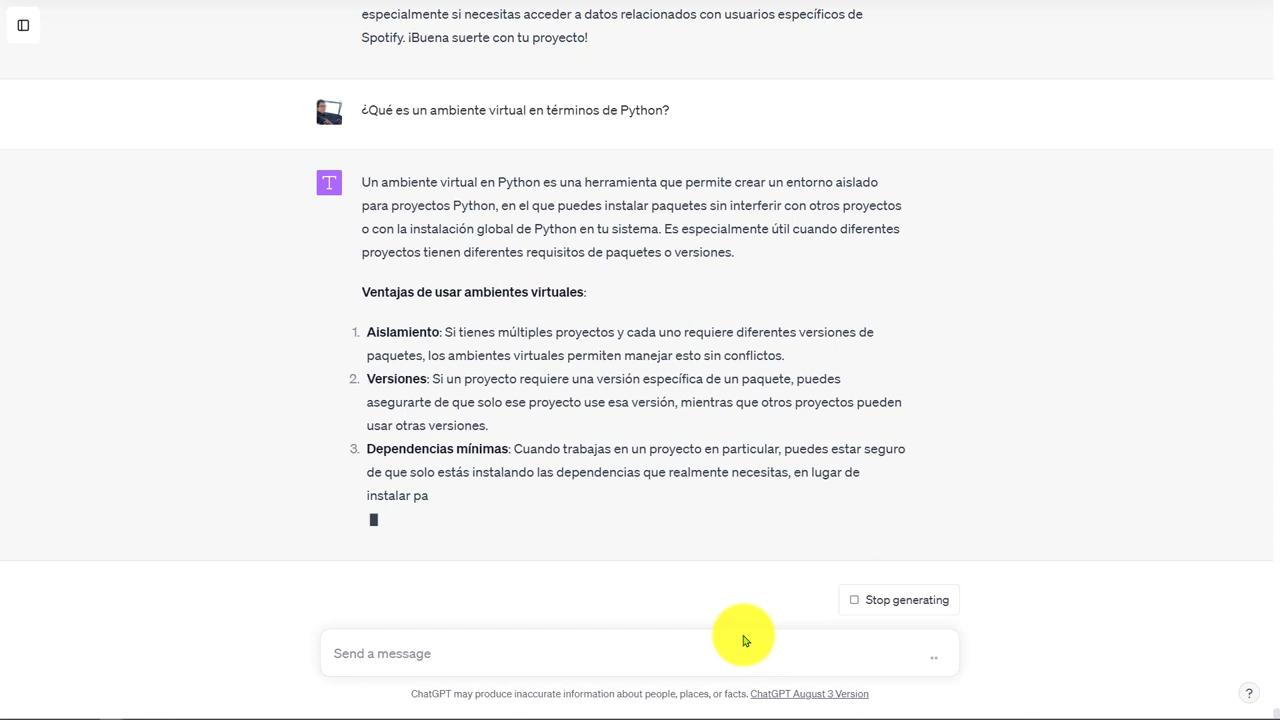 especialmente si necesitas acceder a datos relacionados con usuarios específicos de
Spotify. ¡Buena suerte con tu proyecto!
¿Qué es un ambiente virtual en términos de Python?
T
Un ambiente virtual en Python es una herramienta que permite crear un entorno aislado
para proyectos Python, en el que puedes instalar paquetes sin interferir con otros proyectos
o con la instalación global de Python en tu sistema. Es especialmente útil cuando diferentes
proyectos tienen diferentes requisitos de paquetes o versiones.
Ventajas de usar ambientes virtuales:
1. Aislamiento: Si tienes múltiples proyectos y cada uno requiere diferentes versiones de
paquetes, los ambientes virtuales permiten manejar esto sin conflictos.
2. Versiones: Si un proyecto requiere una versión específica de un paquete, puedes
asegurarte de que solo ese proyecto use esa versión, mientras que otros proyectos pueden
usar otras versiones.
3. Dependencias mínimas: Cuando trabajas en un proyecto en particular, puedes estar seguro
de que solo estás instalando las dependencias que realmente necesitas, en lugar de
instalar pa
Stop generating
Send a message
ChatGPT may produce inaccurate information about people, places, or facts. ChatGPT August 3 Version
?